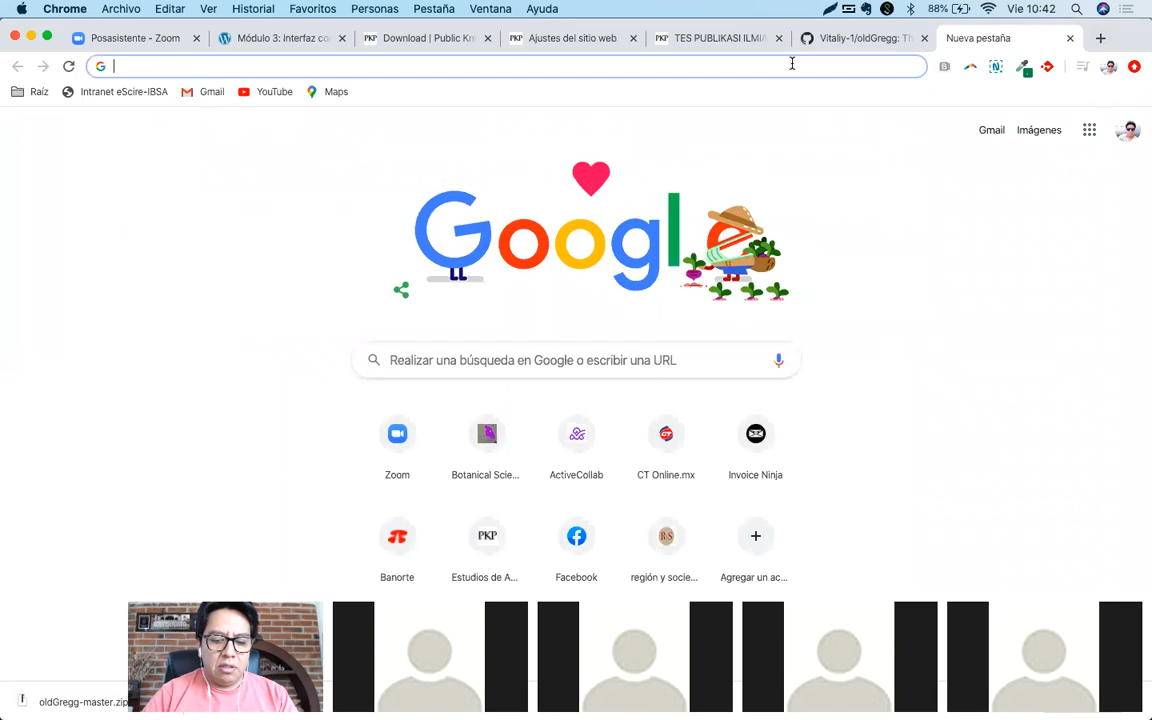 Chrome Archivo Editar Ver Historial Favoritos Personas Pestaña Ventana Ayuda 88% Vie 10:42
Posasistente - Zoom Módulo 3: Interfaz co Download | Public Kn Ajustes del sitio web TES PUBLIKASI ILMIA Vitaliy-1/oldGregg: Th Nueva pestaña
Raíz Intranet eScire-IBSA Gmail YouTube Maps
Gmail Imágenes
Google
Realizar una búsqueda en Google o escribir una URL
Zoom Botanical Scie... ActiveCollab CT Online.mx Invoice Ninja
PKP
Banorte Estudios de A... Facebook región y socie... Agregar un ac...
oldGregg-master.zip